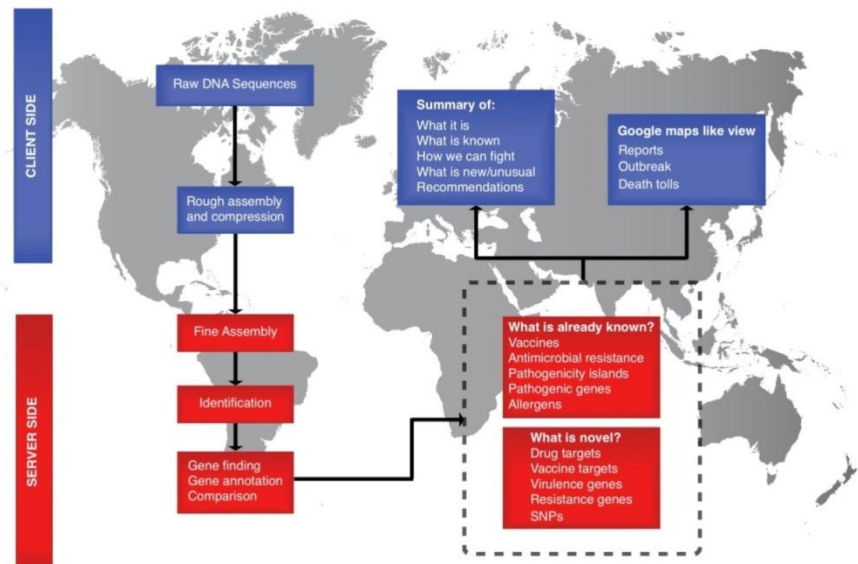 CLIENT SIDE
Raw DNA Sequences
Rough assembly
and compression
SERVER SIDE
Fine Assembly
Identification
Gene finding
Gene annotation
Comparison
What is already known?
Vaccines
Antimicrobial resistance
Pathogenicity islands
Pathogenic genes
Allergens
What is novel?
Drug targets
Vaccine targets
Virulence genes
Resistance genes
SNPs
Summary of:
What it is
What is known
How we can fight
What is new/unusual
Recommendations
Google maps like view
Reports
Outbreak
Death tolls